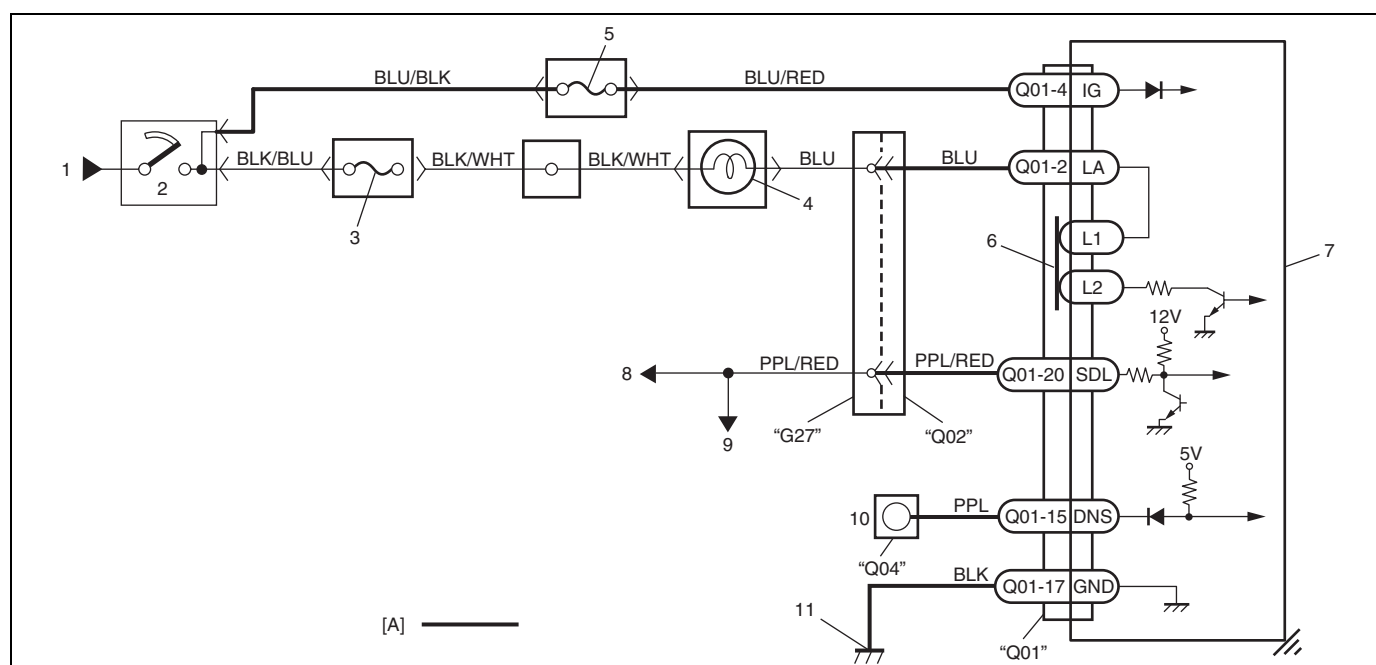 5
BLU/BLK BLU/RED Q01-4 IG
1 2 BLK/BLU 3 BLK/WHT BLK/WHT 4 BLU BLU Q01-2 LA
6 L1 7
L2
12V
8 PPL/RED PPL/RED Q01-20 SDL
9 “G27” “Q02”
5V
10 PPL Q01-15 DNS
“Q04”
BLK Q01-17 GND
11
[A] “Q01”